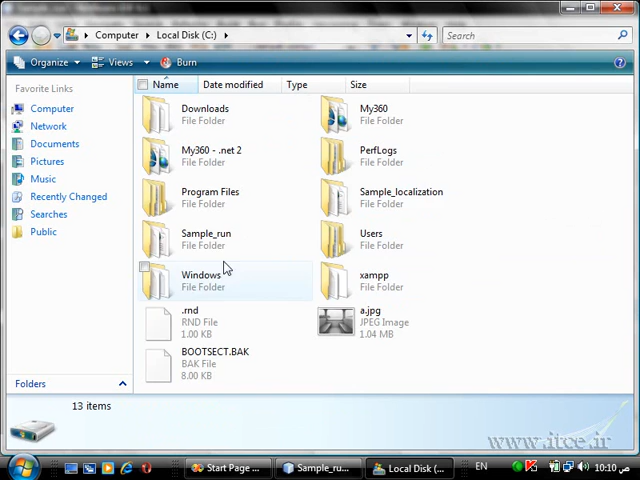 Computer ▸ Local Disk (C:) ▸
Search
Organize
Views
Burn
Favorite Links
Computer
Network
Documents
Pictures
Music
Recently Changed
Searches
Public
Folders
Name
Date modified
Type
Size
Downloads
File Folder
My360
File Folder
My360 - .net 2
File Folder
PerfLogs
File Folder
Program Files
File Folder
Sample_localization
File Folder
Sample_run
File Folder
Users
File Folder
Windows
File Folder
xampp
File Folder
.rnd
RND File
1.00 KB
a.jpg
JPEG Image
1.04 MB
BOOTSECT.BAK
BAK File
8.00 KB
13 items
www.itce.ir
Start Page ...
Sample_ru...
Local Disk (...
EN
10:10 ص